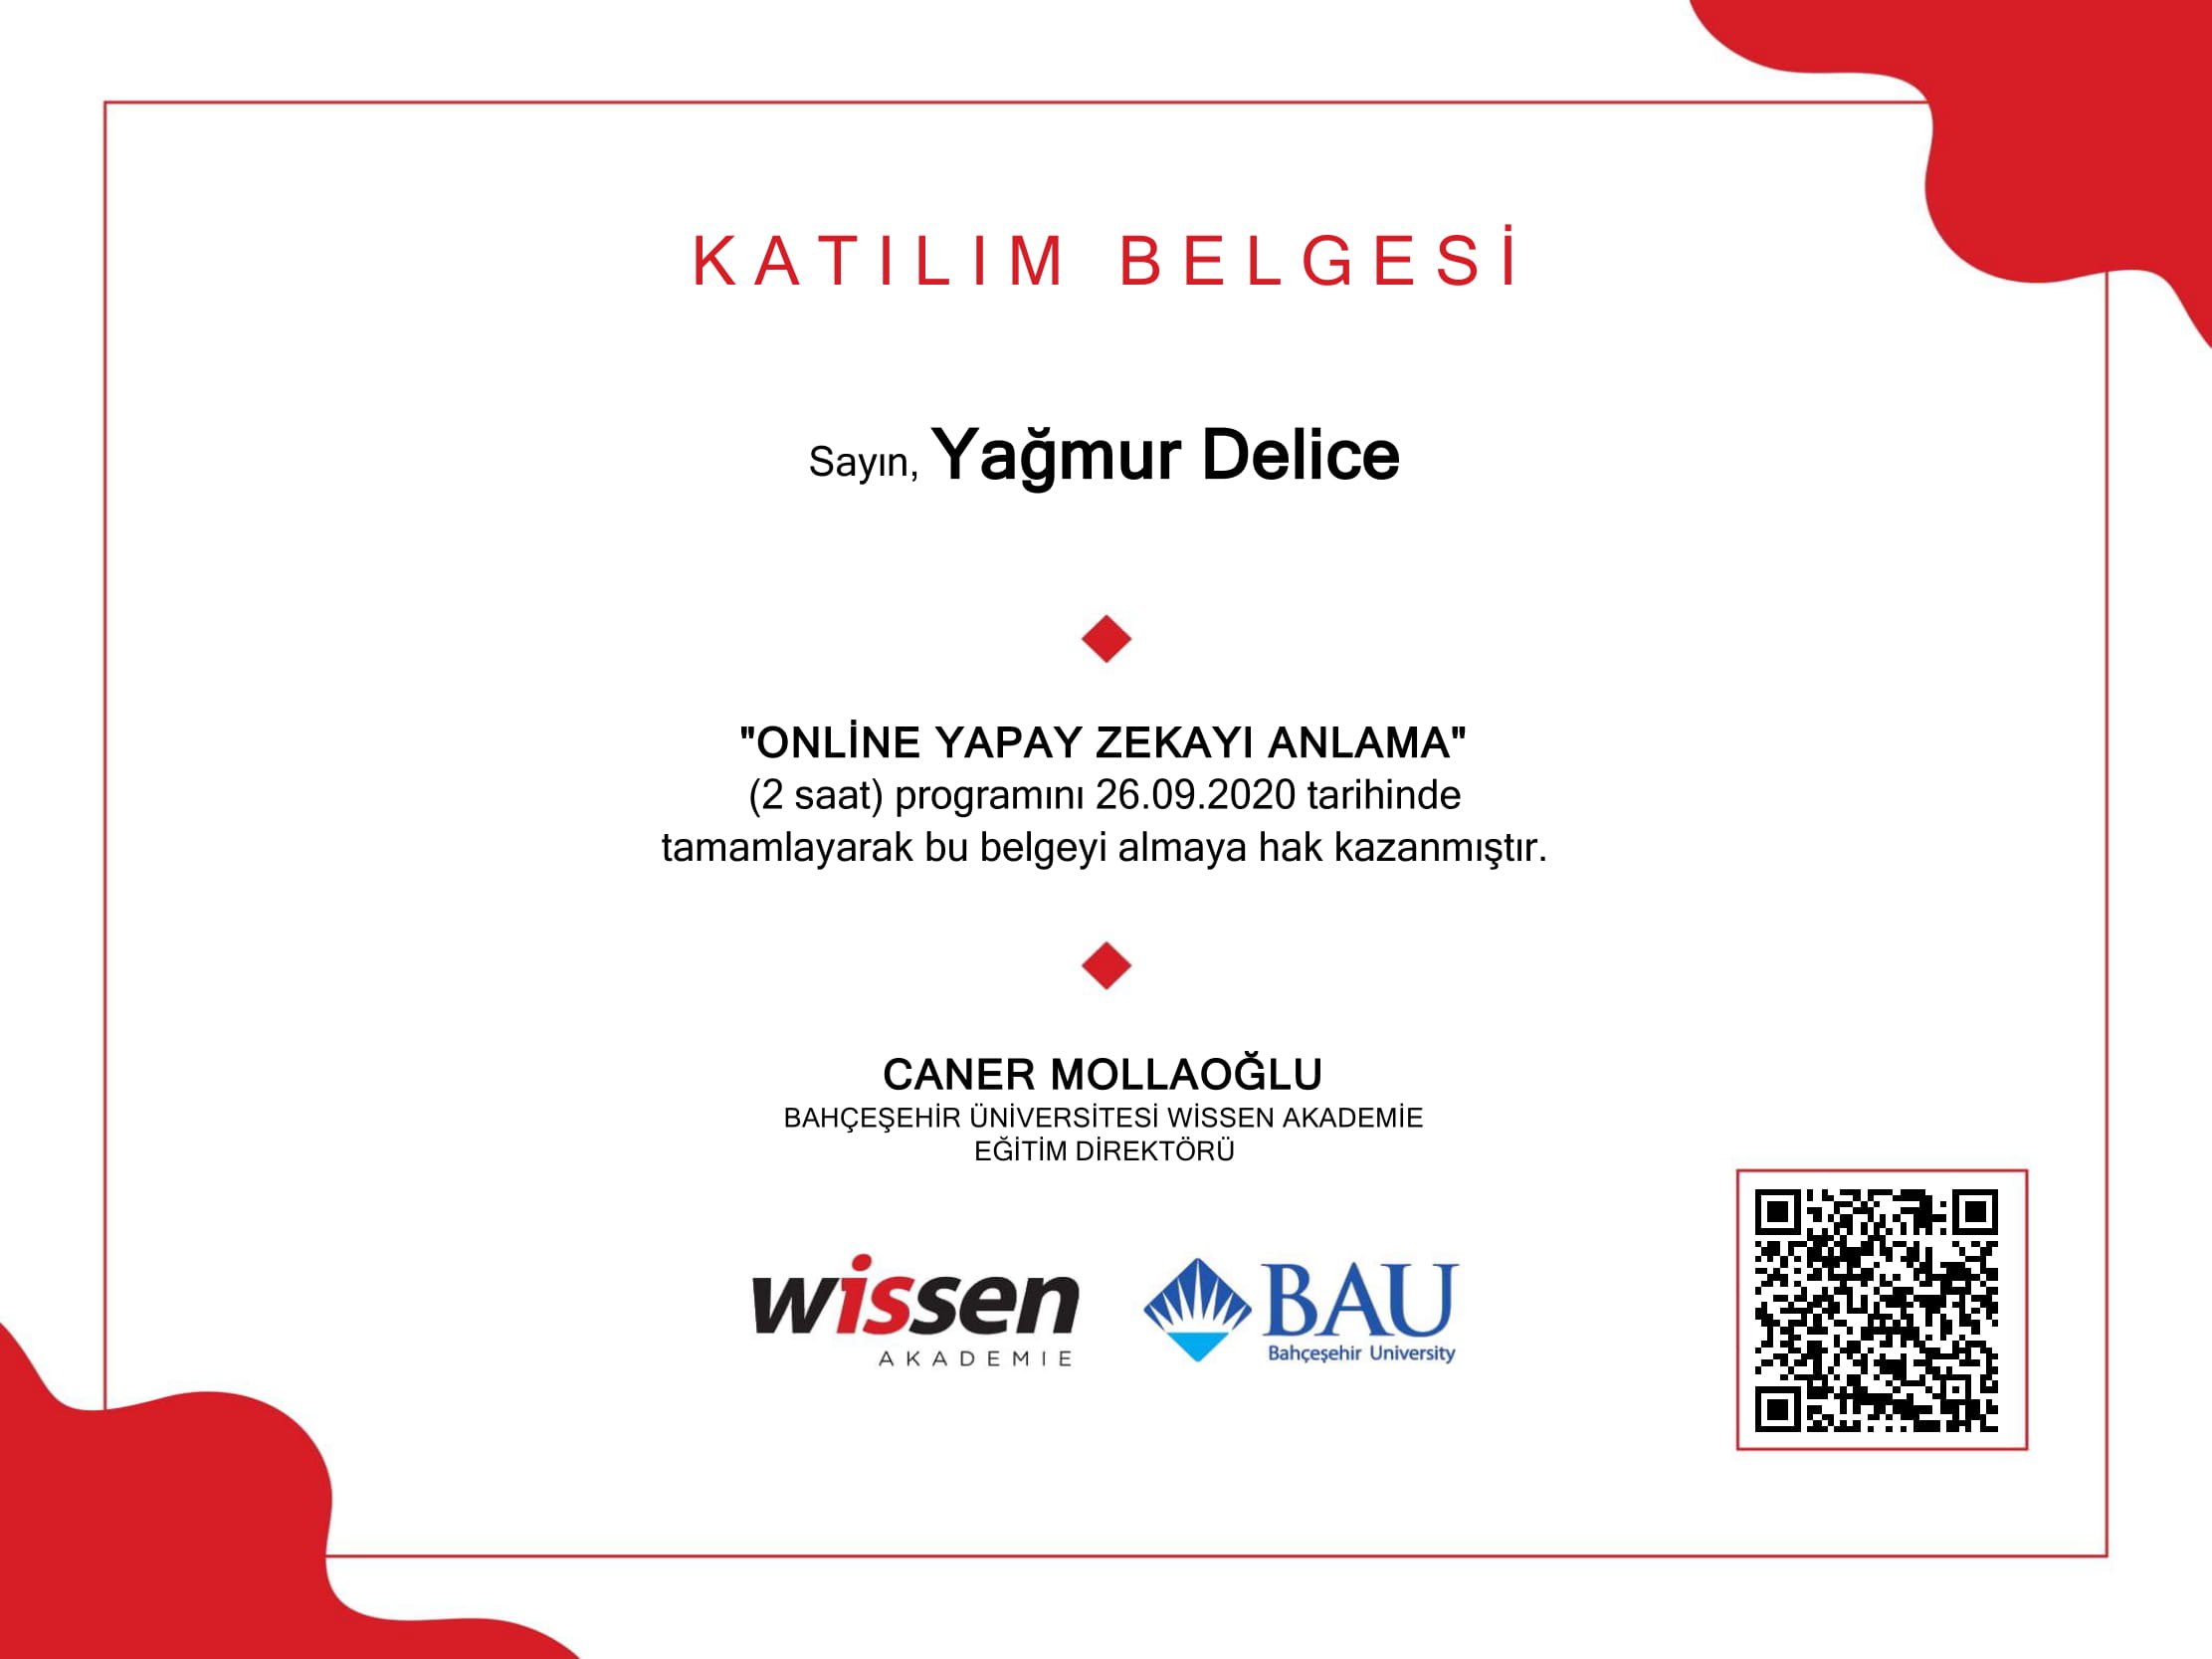 KATILIM BELGESİ
Sayın, Yağmur Delice
"ONLİNE YAPAY ZEKAYI ANLAMA"
(2 saat) programını 26.09.2020 tarihinde
tamamlayarak bu belgeyi almaya hak kazanmıştır.
CANER MOLLAOĞLU
BAHÇEŞEHİR ÜNİVERSİTESİ WİSSEN AKADEMİE
EĞİTİM DİREKTÖRÜ
wissen
AKADEMIE
BAU
Bahçeşehir University